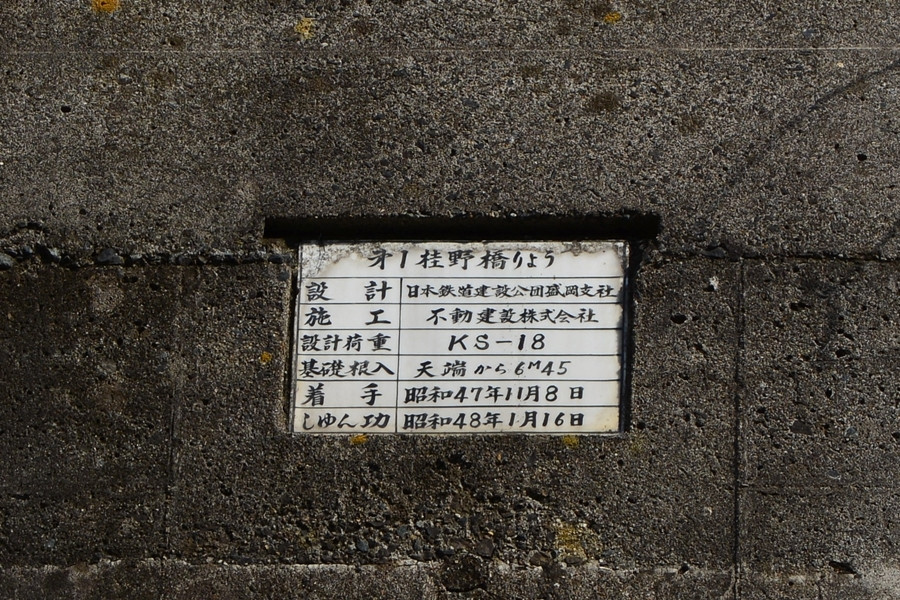 才1桂野橋りょう
設計 日本鉄道建設公団盛岡支社
施工 不動建設株式会社
設計荷重 KS-18
基礎根入 天端から6M45
着手 昭和47年11月8日
しゅん功 昭和48年1月16日